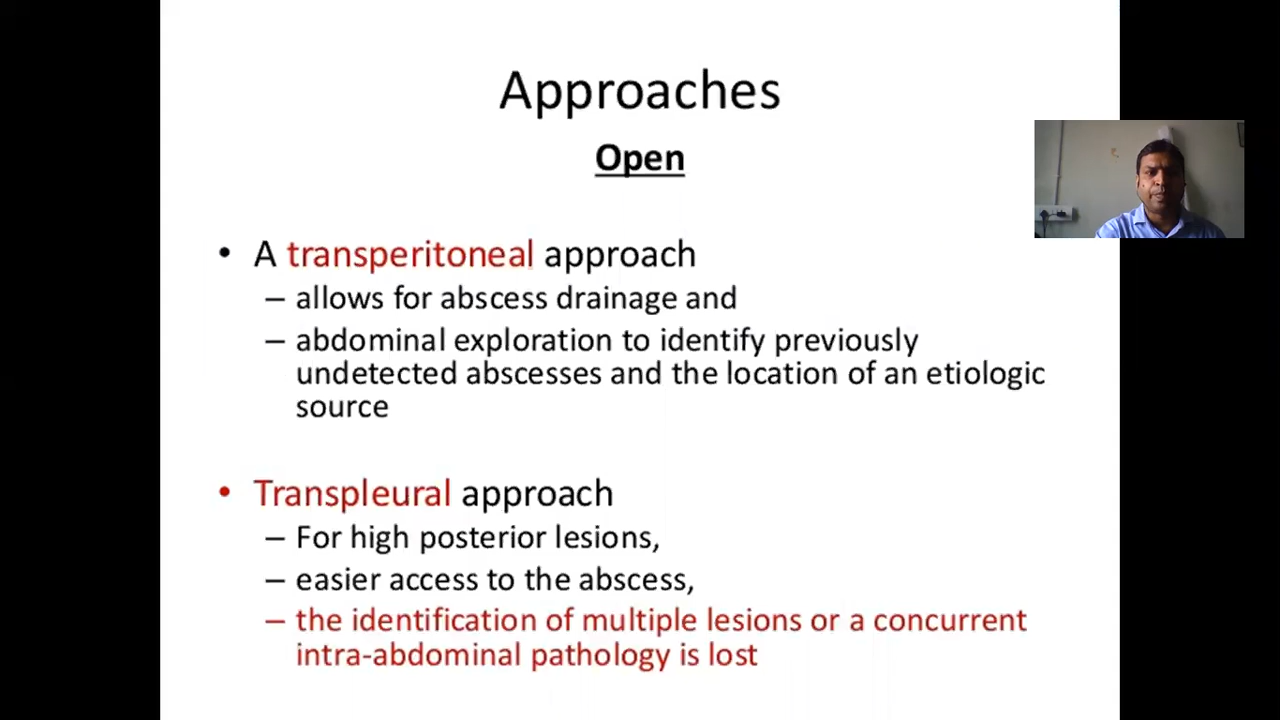 Approaches
Open
• A transperitoneal approach
– allows for abscess drainage and
– abdominal exploration to identify previously
undetected abscesses and the location of an etiologic
source
• Transpleural approach
– For high posterior lesions,
– easier access to the abscess,
– the identification of multiple lesions or a concurrent
intra-abdominal pathology is lost